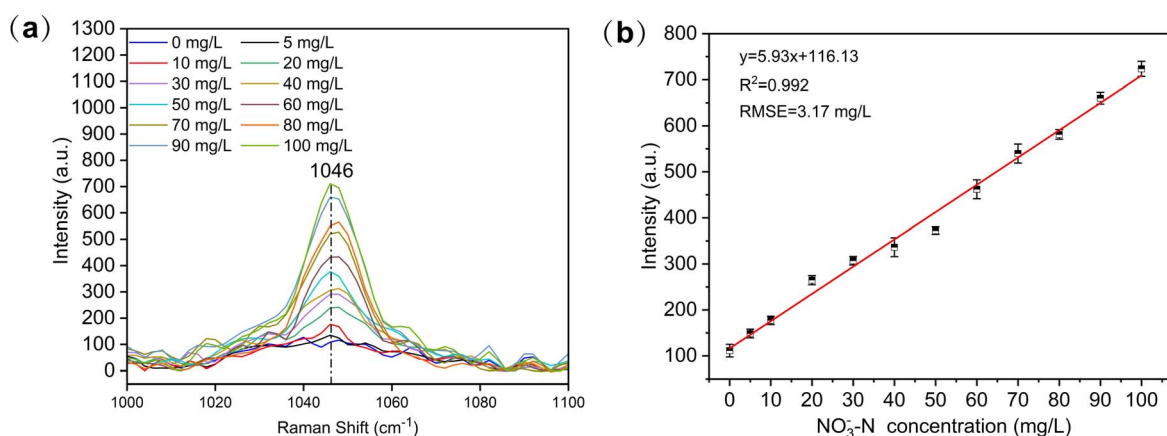 (a)
1300
1200
1100
1000
900
800
700
600
500
400
300
200
100
0
Intensity (a.u.)
0 mg/L 5 mg/L
10 mg/L 20 mg/L
30 mg/L 40 mg/L
50 mg/L 60 mg/L
70 mg/L 80 mg/L
90 mg/L 100 mg/L
1046
1000 1020 1040 1060 1080 1100
Raman Shift (cm⁻¹)
(b)
800
700
600
500
400
300
200
100
Intensity (a.u.)
y=5.93x+116.13
R²=0.992
RMSE=3.17 mg/L
0 10 20 30 40 50 60 70 80 90 100
NO₃⁻-N concentration (mg/L)